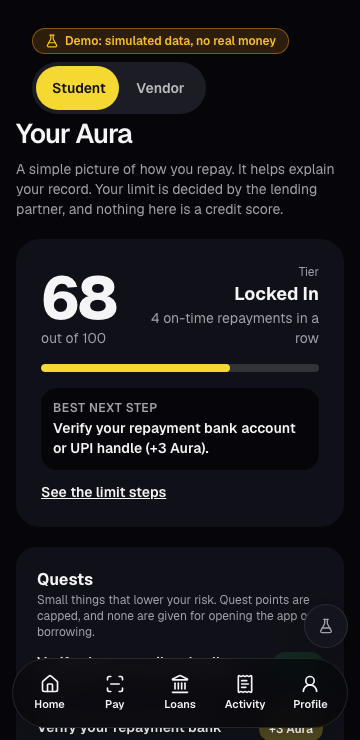 Demo: simulated data, no real money
Student
Vendor
Your Aura
A simple picture of how you repay. It helps explain
your record. Your limit is decided by the lending
partner, and nothing here is a credit score.
68
out of 100
Tier
Locked In
4 on-time repayments in a
row
BEST NEXT STEP
Verify your repayment bank account
or UPI handle (+3 Aura).
See the limit steps
Quests
Small things that lower your risk. Quest points are
capped, and none are given for opening the app or
borrowing.
Home
Pay
Loans
Activity
Profile
Verify your repayment bank
+3 Aura